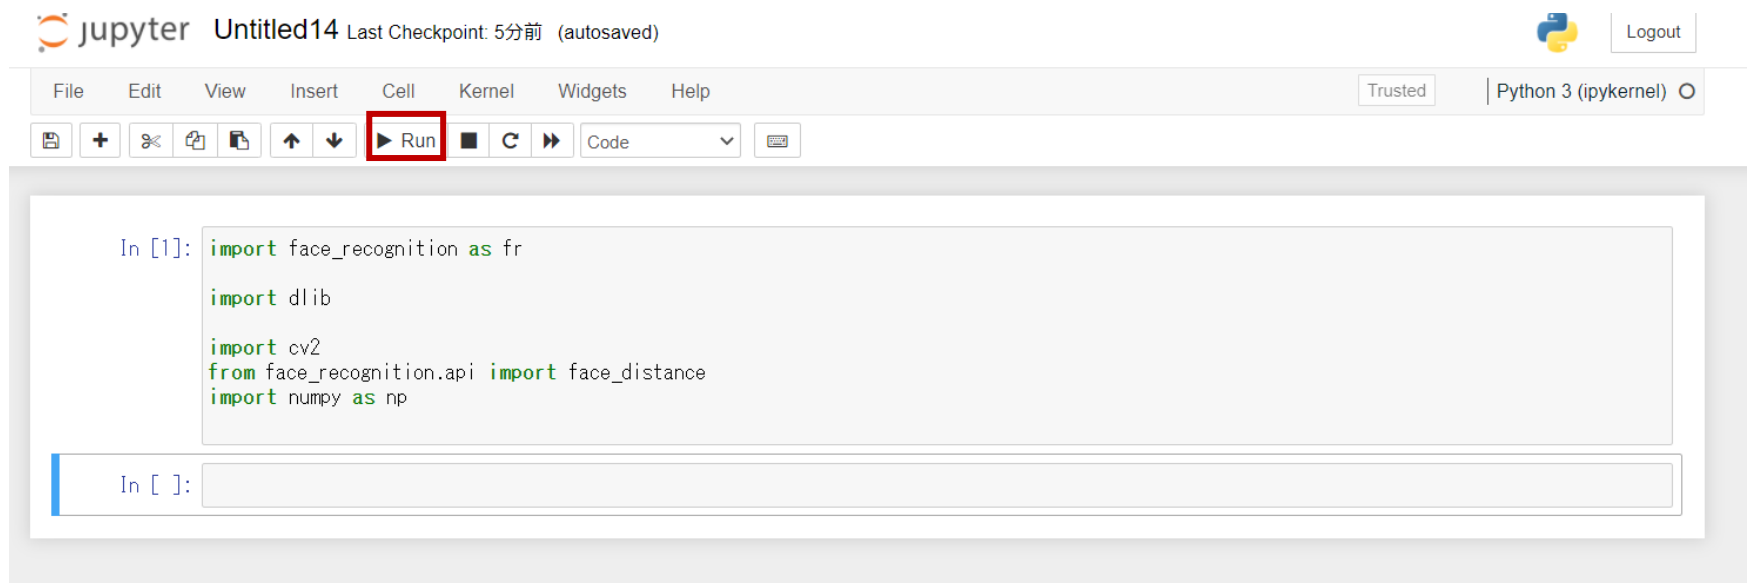 jupyter Untitled14 Last Checkpoint: 5分前 (autosaved) Logout
File Edit View Insert Cell Kernel Widgets Help Trusted Python 3 (ipykernel)
Run Code
In [1]: import face_recognition as fr
import dlib
import cv2
from face_recognition.api import face_distance
import numpy as np
In [ ]: